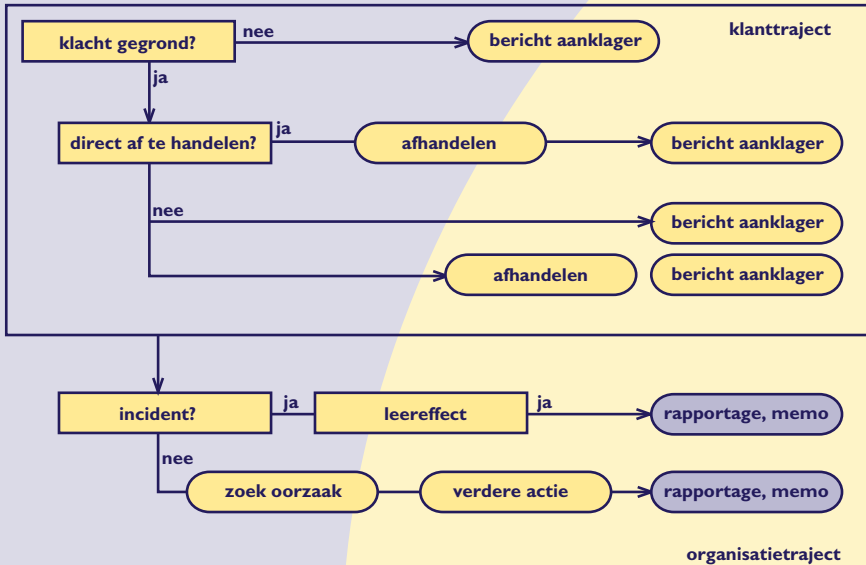 klacht gegrond?
nee
bericht aanklager
klanttraject
ja
direct af te handelen?
ja
afhandelen
bericht aanklager
nee
bericht aanklager
afhandelen
bericht aanklager
incident?
ja
leereffect
ja
rapportage, memo
nee
zoek oorzaak
verdere actie
rapportage, memo
organisatietraject